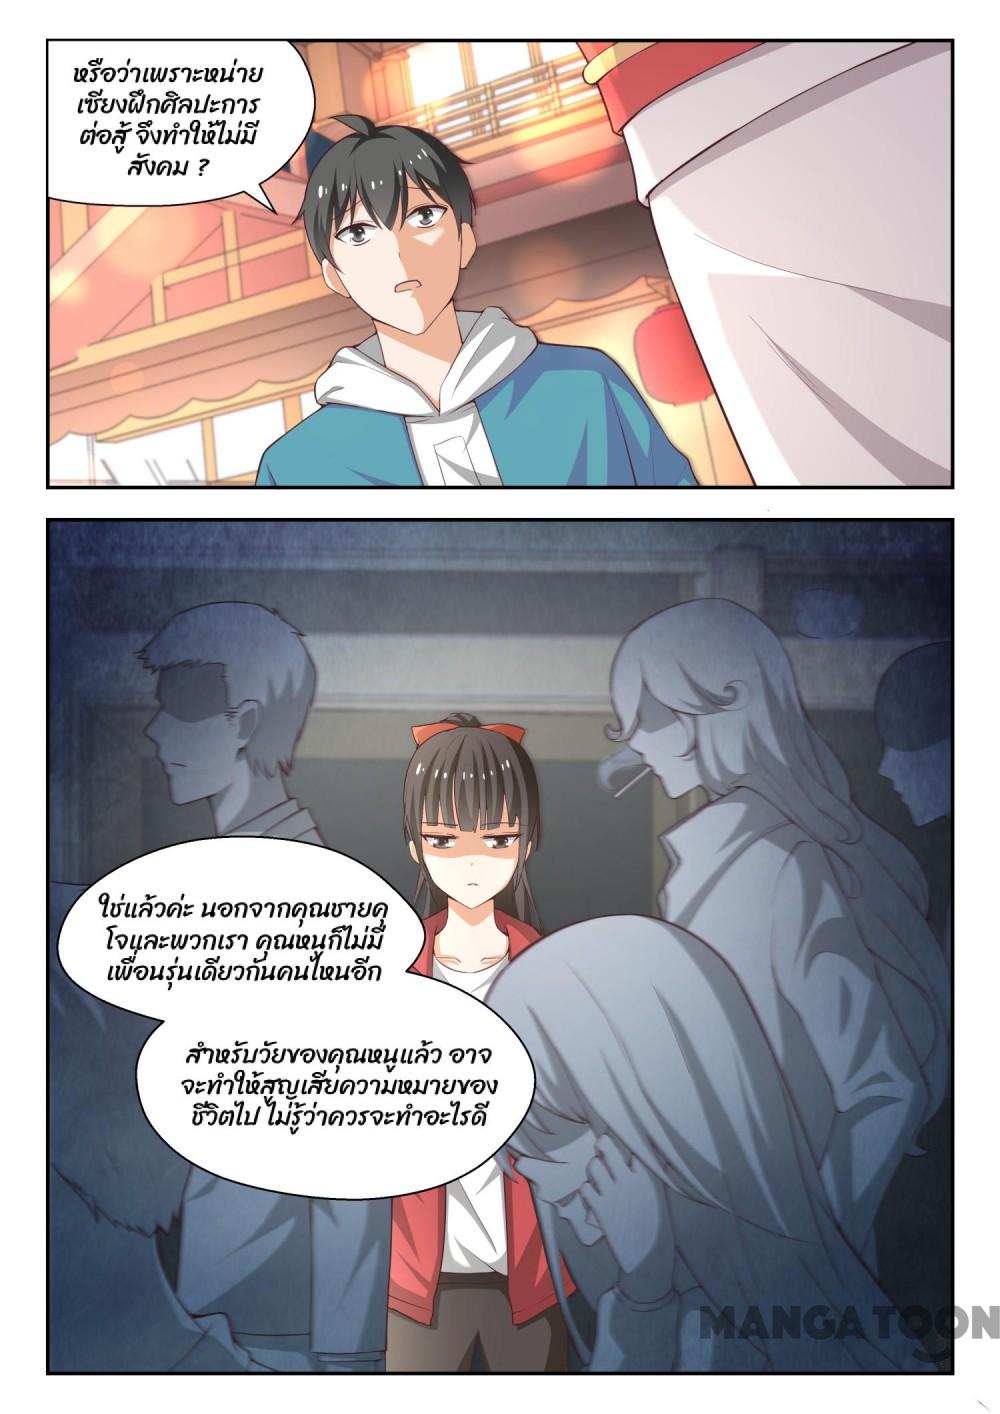 หรือว่าเพราะหน่าย
เซียงฝึกศิลปะการ
ต่อสู้ จึงทำให้ไม่มี
สังคม ?
ใช่แล้วค่ะ นอกจากคุณชายคุ
โจและพวกเรา คุณหนูก็ไม่มี
เพื่อนรุ่นเดียวกันคนไหนอีก
สำหรับวัยของคุณหนูแล้ว อาจ
จะทำให้สูญเสียความหมายของ
ชีวิตไป ไม่รู้ว่าควรจะทำอะไรดี
MANGA TOON